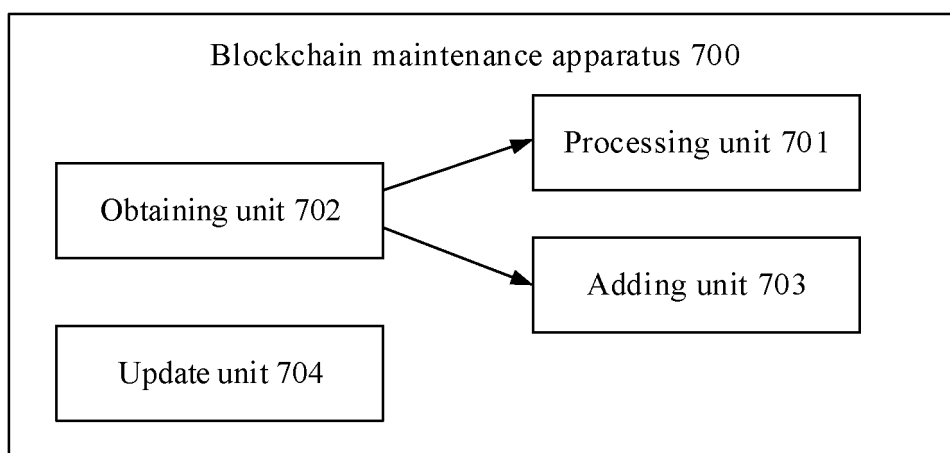 Blockchain maintenance apparatus 700
Processing unit 701
Obtaining unit 702
Adding unit 703
Update unit 704